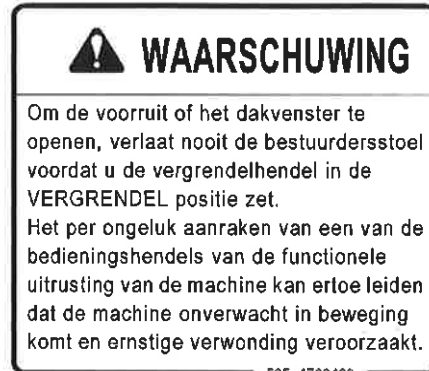 WAARSCHUWING
Om de voorruit of het dakvenster te
openen, verlaat nooit de bestuurdersstoel
voordat u de vergrendelhendel in de
VERGRENDEL positie zet.
Het per ongeluk aanraken van een van de
bedieningshendels van de functionele
uitrusting van de machine kan ertoe leiden
dat de machine onverwacht in beweging
komt en ernstige verwonding veroorzaakt.